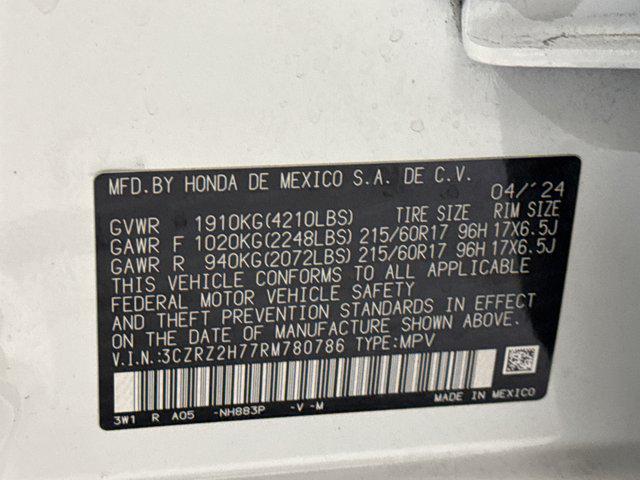 MFD.BY HONDA DE MEXICO S.A. DE C.V. 04/'24
TIRE SIZE RIM SIZE
GVWR 1910KG(4210LBS)
GAWR F 1020KG(2248LBS) 215/60R17 96H 17X6.5J
GAWR R 940KG(2072LBS) 215/60R17 96H 17X6.5J
THIS VEHICLE CONFORMS TO ALL APPLICABLE
FEDERAL MOTOR VEHICLE SAFETY
AND THEFT PREVENTION STANDARDS IN EFFECT
ON THE DATE OF MANUFACTURE SHOWN ABOVE.
V.I.N.:3CZRZ2H77RM780786 TYPE:MPV
3W1 R A05 -NH883P -V -M MADE IN MEXICO